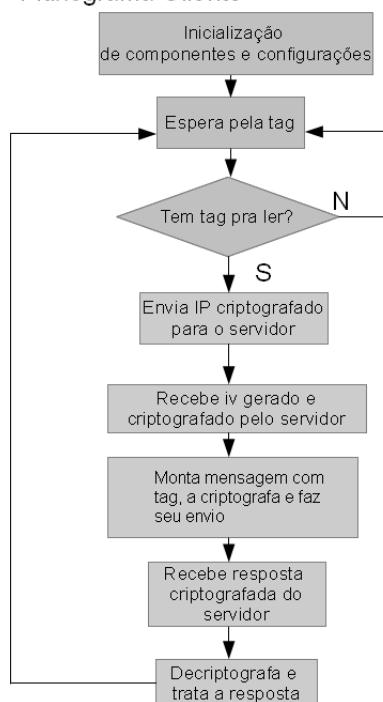 Inicialização
de componentes e configurações
Espera pela tag
Tem tag pra ler?
N
S
Envia IP criptografado
para o servidor
Recebe iv gerado e
criptografado pelo servidor
Monta mensagem com
tag, a criptografa e faz
seu envio
Recebe resposta
criptografada do
servidor
Decriptografa e
trata a resposta